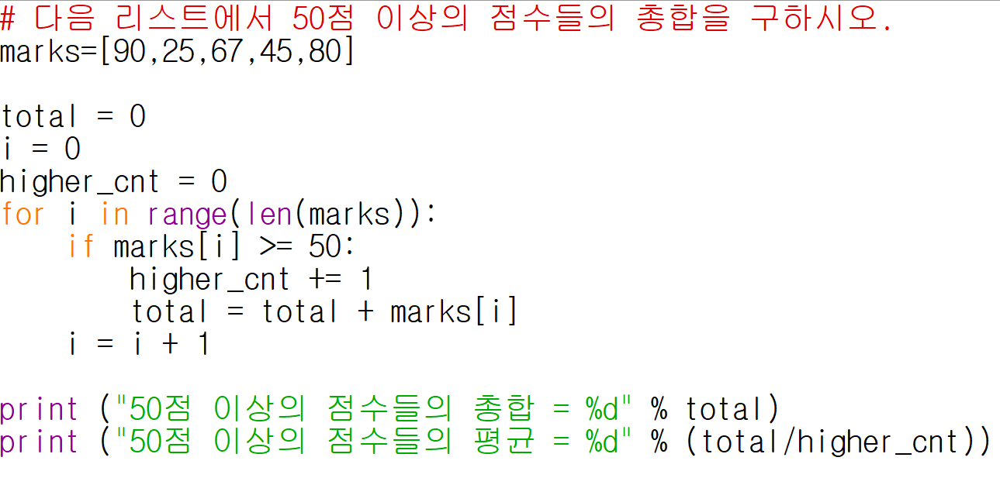 # 다음 리스트에서 50점 이상의 점수들의 총합을 구하시오.
marks=[90,25,67,45,80]

total = 0
i = 0
higher_cnt = 0
for i in range(len(marks)):
    if marks[i] >= 50:
        higher_cnt += 1
        total = total + marks[i]
    i = i + 1

print ("50점 이상의 점수들의 총합 = %d" % total)
print ("50점 이상의 점수들의 평균 = %d" % (total/higher_cnt))